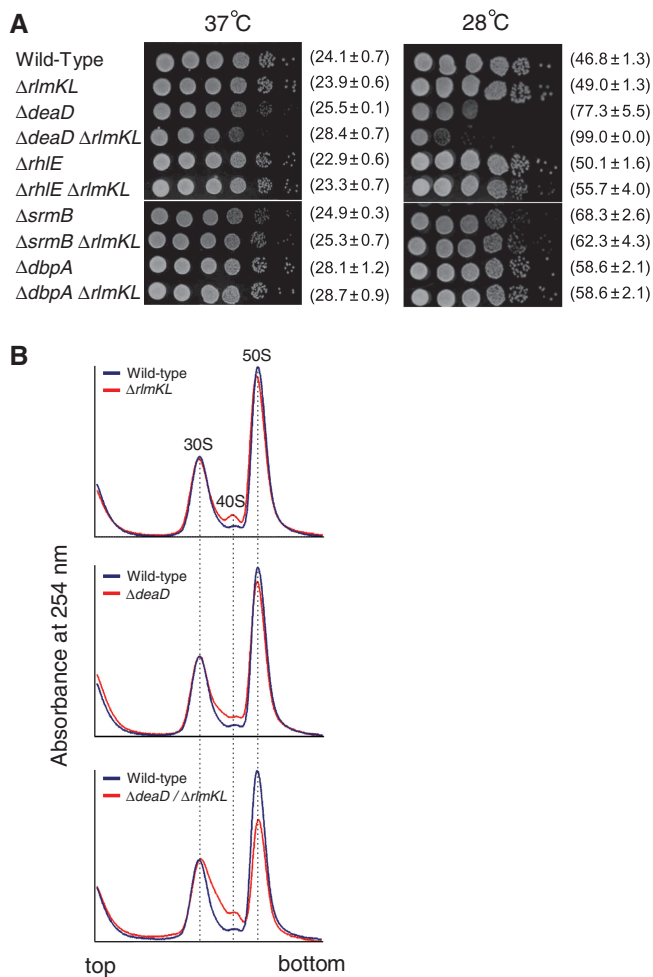 A
37°C
28°C
Wild-Type (24.1±0.7) (46.8±1.3)
ΔrlmKL (23.9±0.6) (49.0±1.3)
ΔdeaD (25.5±0.1) (77.3±5.5)
ΔdeaD ΔrlmKL (28.4±0.7) (99.0±0.0)
ΔrhlE (22.9±0.6) (50.1±1.6)
ΔrhlE ΔrlmKL (23.3±0.7) (55.7±4.0)
ΔsrmB (24.9±0.3) (68.3±2.6)
ΔsrmB ΔrlmKL (25.3±0.7) (62.3±4.3)
ΔdbpA (28.1±1.2) (58.6±2.1)
ΔdbpA ΔrlmKL (28.7±0.9) (58.6±2.1)
B
Absorbance at 254 nm
Wild-type
ΔrlmKL
30S
40S
50S
Wild-type
ΔdeaD
Wild-type
ΔdeaD / ΔrlmKL
top
bottom